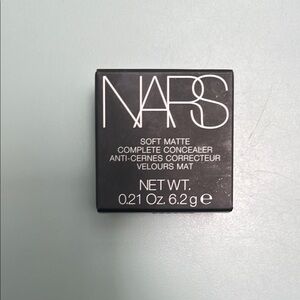 NARS
SOFT MATTE
COMPLETE CONCEALER
ANTI-CERNES CORRECTEUR
VELOURS MAT
NET WT.
0.21 Oz. 6.2 g ℮